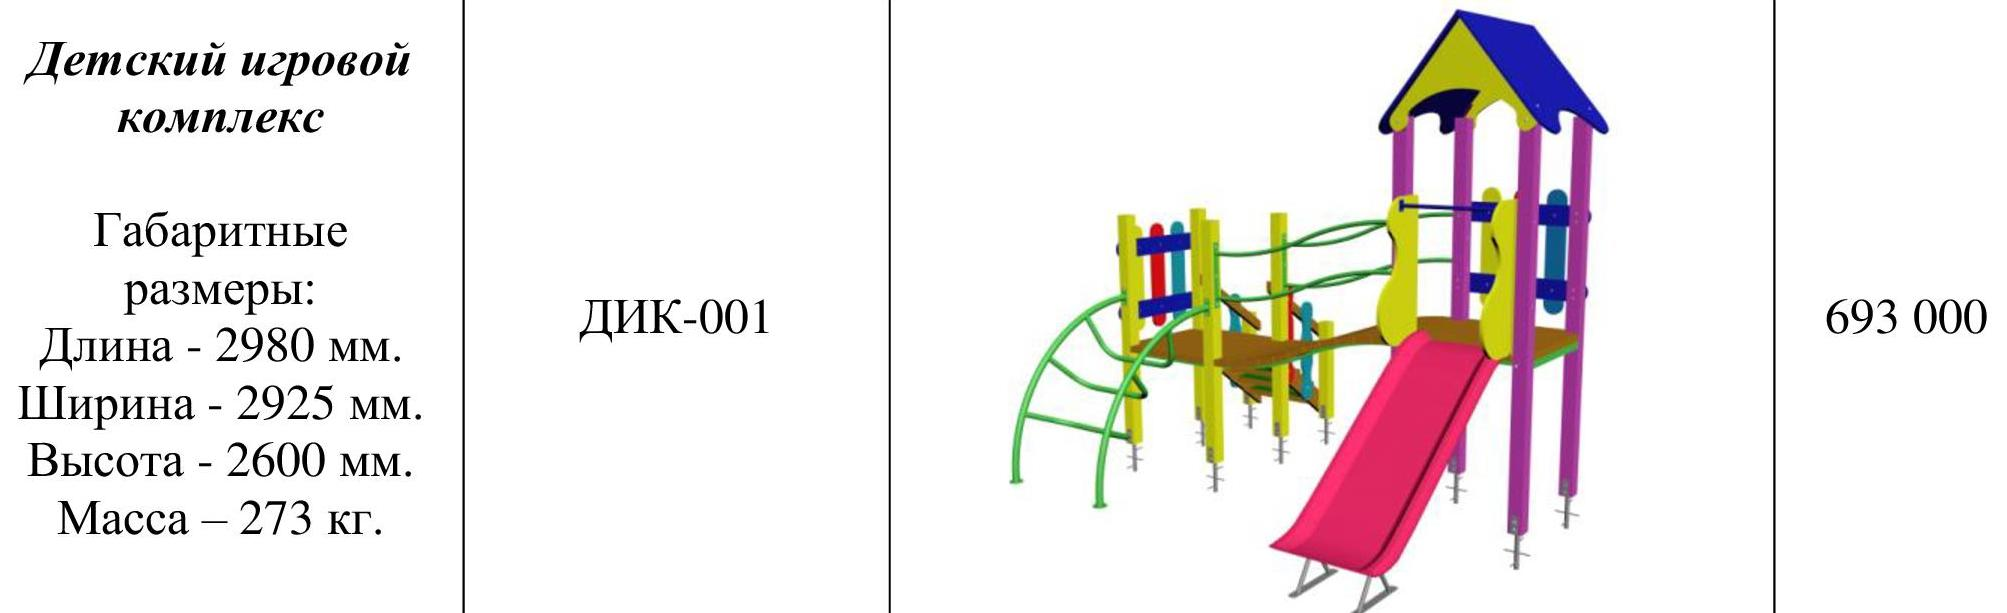 Детский игровой
комплекс
Габаритные
размеры:
Длина - 2980 мм.
Ширина - 2925 мм.
Высота - 2600 мм.
Масса – 273 кг.
ДИК-001
693 000